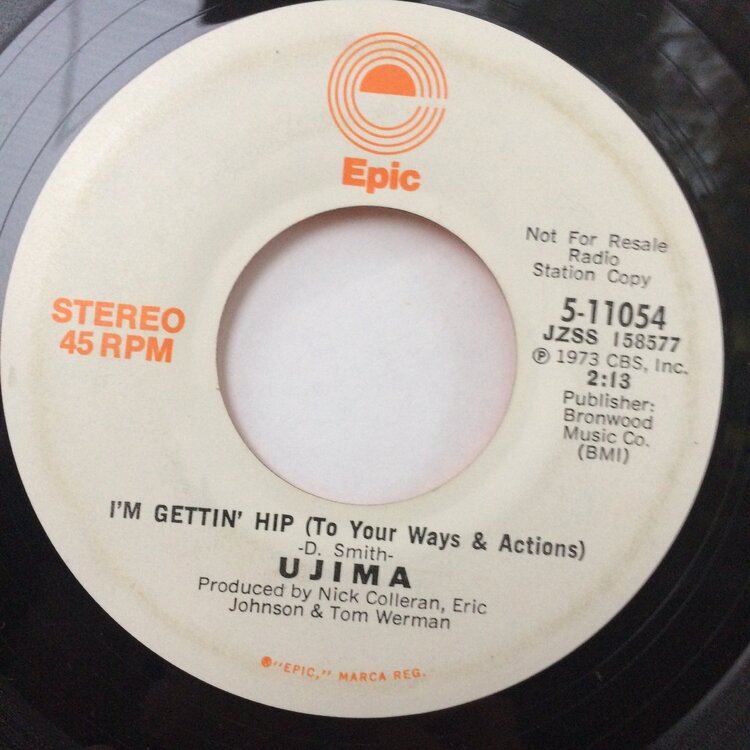 Epic
Not For Resale
Radio
Station Copy
STEREO
45 RPM
5-11054
JZSS 158577
Ⓟ 1973 CBS, Inc.
2:13
Publisher:
Bronwood
Music Co.
(BMI)
I'M GETTIN' HIP (To Your Ways & Actions)
-D. Smith-
UJIMA
Produced by Nick Colleran, Eric
Johnson & Tom Werman
®"EPIC," MARCA REG.